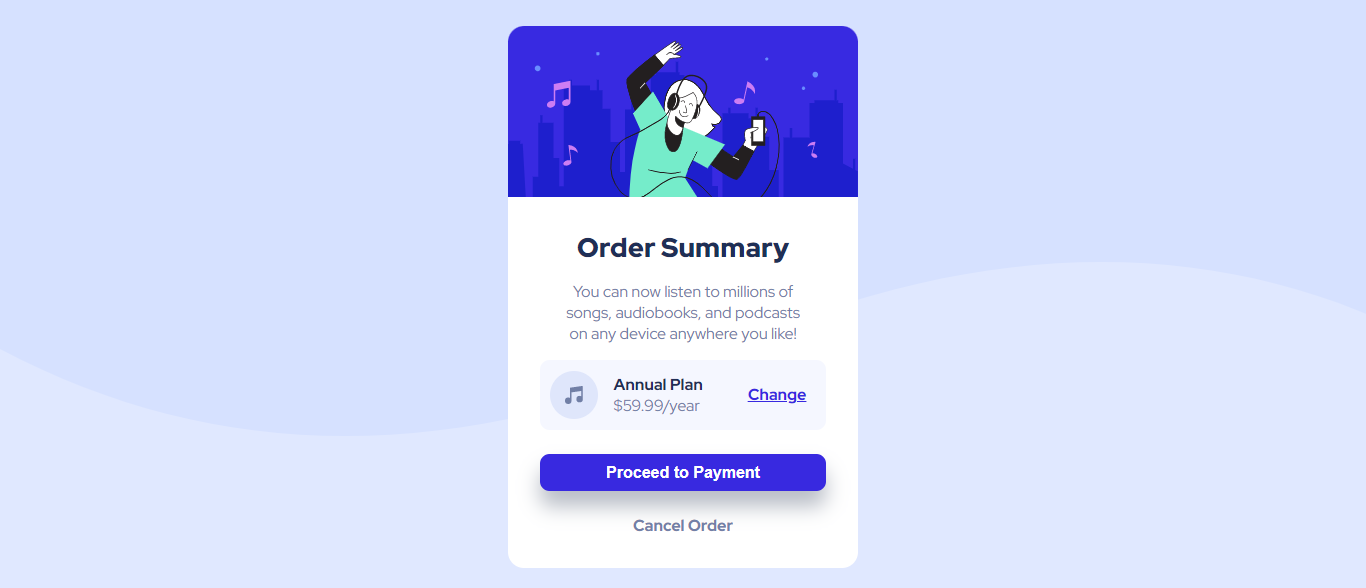 Order Summary
You can now listen to millions of
songs, audiobooks, and podcasts
on any device anywhere you like!
Annual Plan
$59.99/year
Change
Proceed to Payment
Cancel Order